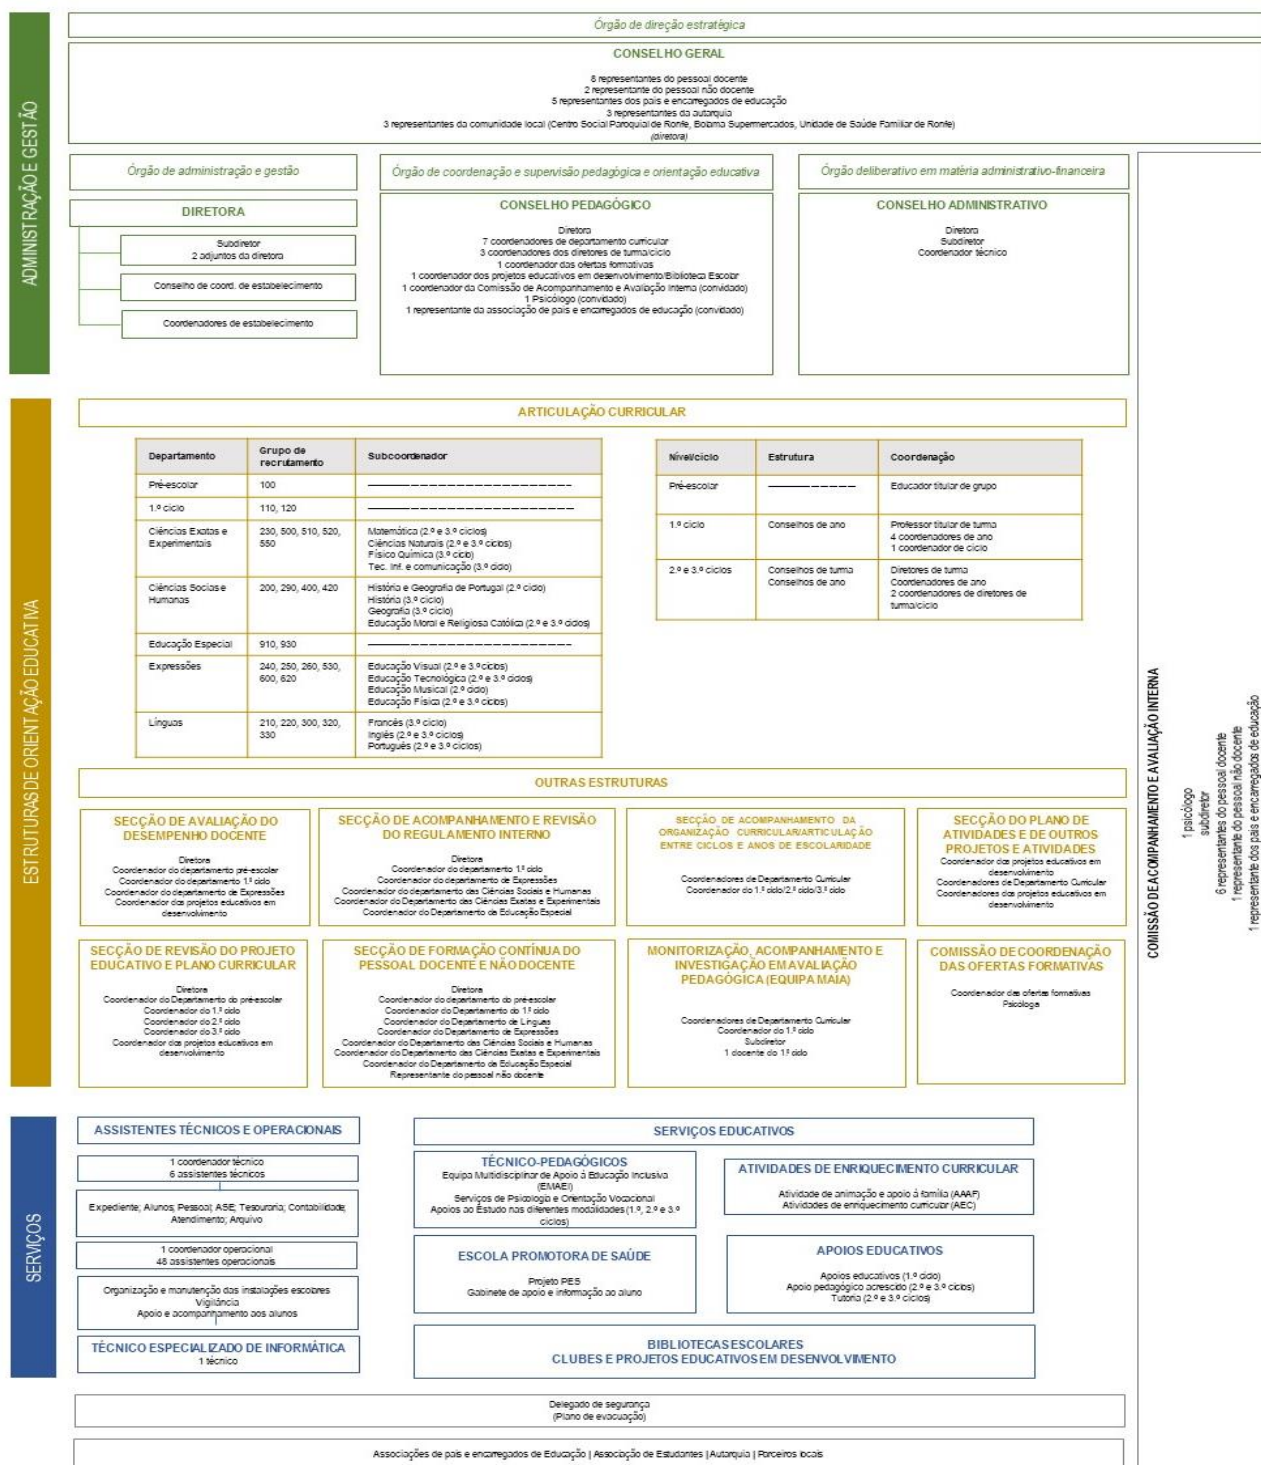 ADMINISTRAÇÃO E GESTÃO
Órgão de direção estratégica
CONSELHO GERAL
8 representantes do pessoal docente
2 representante do pessoal não docente
5 representantes dos pais e encarregados de educação
3 representantes da autarquia
3 representantes da comunidade local (Centro Social Paroquial de Ronfe, Bolama Supermercados, Unidade de Saúde Familiar de Ronfe)
(diretora)
Órgão de administração e gestão
DIRETORA
Subdiretor
2 adjuntos da diretora
Conselho de coord. de estabelecimento
Coordenadores de estabelecimento
Órgão de coordenação e supervisão pedagógica e orientação educativa
CONSELHO PEDAGÓGICO
Diretora
7 coordenadores de departamento curricular
3 coordenadores dos diretores de turma/ciclo
1 coordenador das ofertas formativas
1 coordenador dos projetos educativos em desenvolvimento/Biblioteca Escolar
1 coordenador da Comissão de Acompanhamento e Avaliação Interna (convidado)
1 Psicólogo (convidado)
1 representante da associação de pais e encarregados de educação (convidado)
Órgão deliberativo em matéria administrativo-financeira
CONSELHO ADMINISTRATIVO
Diretora
Subdiretor
Coordenador técnico
ESTRUTURAS DE ORIENTAÇÃO EDUCATIVA
ARTICULAÇÃO CURRICULAR
Departamento
Grupo de recrutamento
Subcoordenador
Pré-escolar
100
1.º ciclo
110, 120
Ciências Exatas e Experimentais
230, 500, 510, 520, 550
Matemática (2.º e 3.º ciclos)
Ciências Naturais (2.º e 3.º ciclos)
Físico Química (3.º ciclo)
Tec. Inf. e comunicação (3.º ciclo)
Ciências Sociais e Humanas
200, 290, 400, 420
História e Geografia de Portugal (2.º ciclo)
História (3.º ciclo)
Geografia (3.º ciclo)
Educação Moral e Religiosa Católica (2.º e 3.º ciclos)
Educação Especial
910, 930
Expressões
240, 250, 260, 530, 600, 620
Educação Visual (2.º e 3.º ciclos)
Educação Tecnológica (2.º e 3.º ciclos)
Educação Musical (2.º ciclo)
Educação Física (2.º e 3.º ciclos)
Línguas
210, 220, 300, 320, 330
Francês (3.º ciclo)
Inglês (2.º e 3.º ciclos)
Português (2.º e 3.º ciclos)
Nível/ciclo
Estrutura
Coordenação
Pré-escolar
Educador titular de grupo
1.º ciclo
Conselhos de ano
Professor titular de turma
4 coordenadores de ano
1 coordenador de ciclo
2.º e 3.º ciclos
Conselhos de turma
Conselhos de ano
Diretores de turma
Coordenadores de ano
2 coordenadores de diretores de turma/ciclo
OUTRAS ESTRUTURAS
SECÇÃO DE AVALIAÇÃO DO
DESEMPENHO DOCENTE
Diretora
Coordenador do departamento pré-escolar
Coordenador do departamento 1.º ciclo
Coordenador do departamento de Expressões
Coordenador dos projetos educativos em
desenvolvimento
SECÇÃO DE ACOMPANHAMENTO E REVISÃO
DO REGULAMENTO INTERNO
Diretora
Coordenador do departamento 1.º ciclo
Coordenador do departamento de Expressões
Coordenador do departamento das Ciências Sociais e Humanas
Coordenador do Departamento das Ciências Exatas e Experimentais
Coordenador do Departamento da Educação Especial
SECÇÃO DE ACOMPANHAMENTO DA
ORGANIZAÇÃO CURRICULAR/ARTICULAÇÃO
ENTRE CICLOS E ANOS DE ESCOLARIDADE
Coordenadores de Departamento Curricular
Coordenador do 1.º ciclo/2.º ciclo/3.º ciclo
SECÇÃO DO PLANO DE
ATIVIDADES E DE OUTROS
PROJETOS E ATIVIDADES
Coordenador dos projetos educativos em
desenvolvimento
Coordenadores de Departamento Curricular
Coordenadores dos projetos educativos em
desenvolvimento
SECÇÃO DE REVISÃO DO PROJETO
EDUCATIVO E PLANO CURRICULAR
Diretora
Coordenador do Departamento do pré-escolar
Coordenador do 1.º ciclo
Coordenador do 2.º ciclo
Coordenador do 3.º ciclo
Coordenador dos projetos educativos em
desenvolvimento
SECÇÃO DE FORMAÇÃO CONTÍNUA DO
PESSOAL DOCENTE E NÃO DOCENTE
Diretora
Coordenador do departamento do pré-escolar
Coordenador do Departamento do 1.º ciclo
Coordenador do Departamento de Línguas
Coordenador do Departamento de Expressões
Coordenador do Departamento das Ciências Sociais e Humanas
Coordenador do Departamento das Ciências Exatas e Experimentais
Coordenador do Departamento da Educação Especial
Representante do pessoal não docente
MONITORIZAÇÃO, ACOMPANHAMENTO E
INVESTIGAÇÃO EM AVALIAÇÃO
PEDAGÓGICA (EQUIPA MAIA)
Coordenadores de Departamento Curricular
Coordenador do 1.º ciclo
Subdiretor
1 docente do 1.º ciclo
COMISSÃO DE COORDENAÇÃO
DAS OFERTAS FORMATIVAS
Coordenador das ofertas formativas
Psicóloga
SERVIÇOS
ASSISTENTES TÉCNICOS E OPERACIONAIS
1 coordenador técnico
6 assistentes técnicos
Expediente; Alunos; Pessoal; ASE; Tesouraria; Contabilidade;
Atendimento; Arquivo
1 coordenador operacional
48 assistentes operacionais
Organização e manutenção das instalações escolares
Vigilância
Apoio e acompanhamento aos alunos
TÉCNICO ESPECIALIZADO DE INFORMÁTICA
1 técnico
SERVIÇOS EDUCATIVOS
TÉCNICO-PEDAGÓGICOS
Equipa Multidisciplinar de Apoio à Educação Inclusiva
(EMAEI)
Serviços de Psicologia e Orientação Vocacional
Apoios ao Estudo nas diferentes modalidades (1.º, 2.º e 3.º
ciclos)
ATIVIDADES DE ENRIQUECIMENTO CURRICULAR
Atividade de animação e apoio à família (AAAF)
Atividades de enriquecimento curricular (AEC)
ESCOLA PROMOTORA DE SAÚDE
Projeto PES
Gabinete de apoio e informação ao aluno
APOIOS EDUCATIVOS
Apoios educativos (1.º ciclo)
Apoio pedagógico acrescido (2.º e 3.º ciclos)
Tutoria (2.º e 3.º ciclos)
BIBLIOTECAS ESCOLARES
CLUBES E PROJETOS EDUCATIVOS EM DESENVOLVIMENTO
Delegado de segurança
(Plano de evacuação)
Associações de pais e encarregados de Educação | Associação de Estudantes | Autarquia | Parceiros locais
COMISSÃO DE ACOMPANHAMENTO E AVALIAÇÃO INTERNA
1 psicólogo
subdiretor
6 representantes do pessoal docente
1 representante do pessoal não docente
1 representante dos pais e encarregados de educação